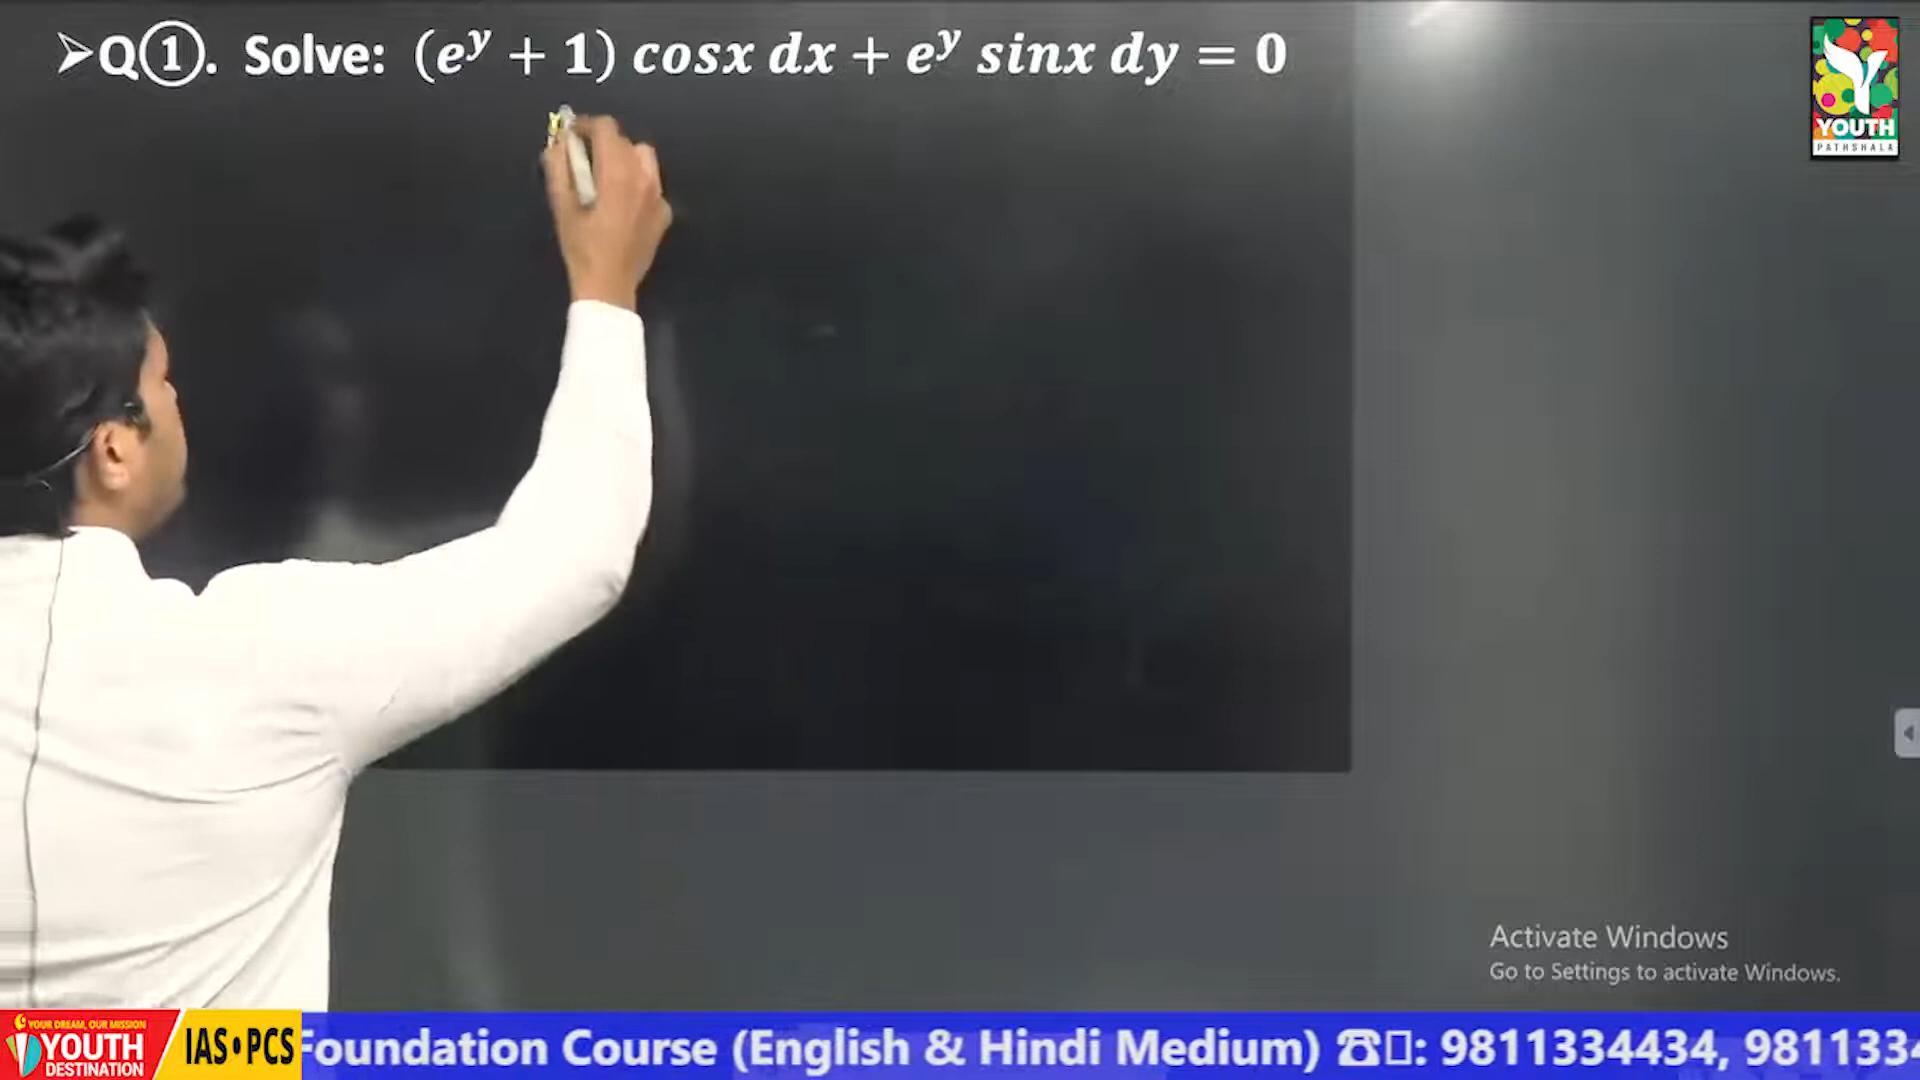 ➢Q①. Solve: (eʸ + 1) cosx dx + eʸ sinx dy = 0
YOUTH
PATHSHALA
Activate Windows
Go to Settings to activate Windows.
YOUR DREAM, OUR MISSION
YOUTH
DESTINATION
IAS•PCS
Foundation Course (English & Hindi Medium) ☎: 9811334434, 981133